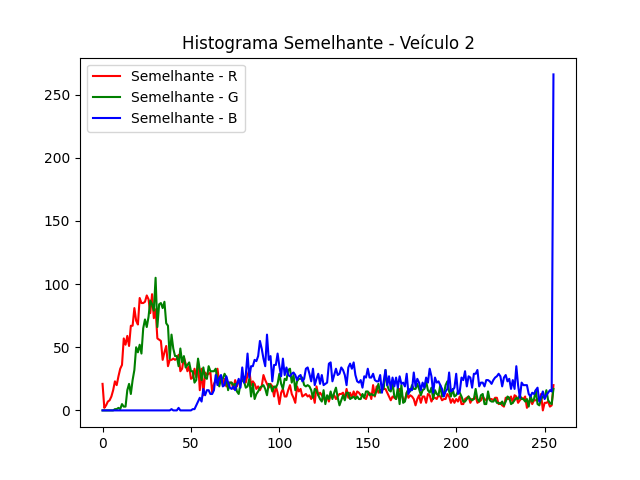 Histograma Semelhante - Veículo 2
Semelhante - R
Semelhante - G
Semelhante - B
250
200
150
100
50
0
0 50 100 150 200 250